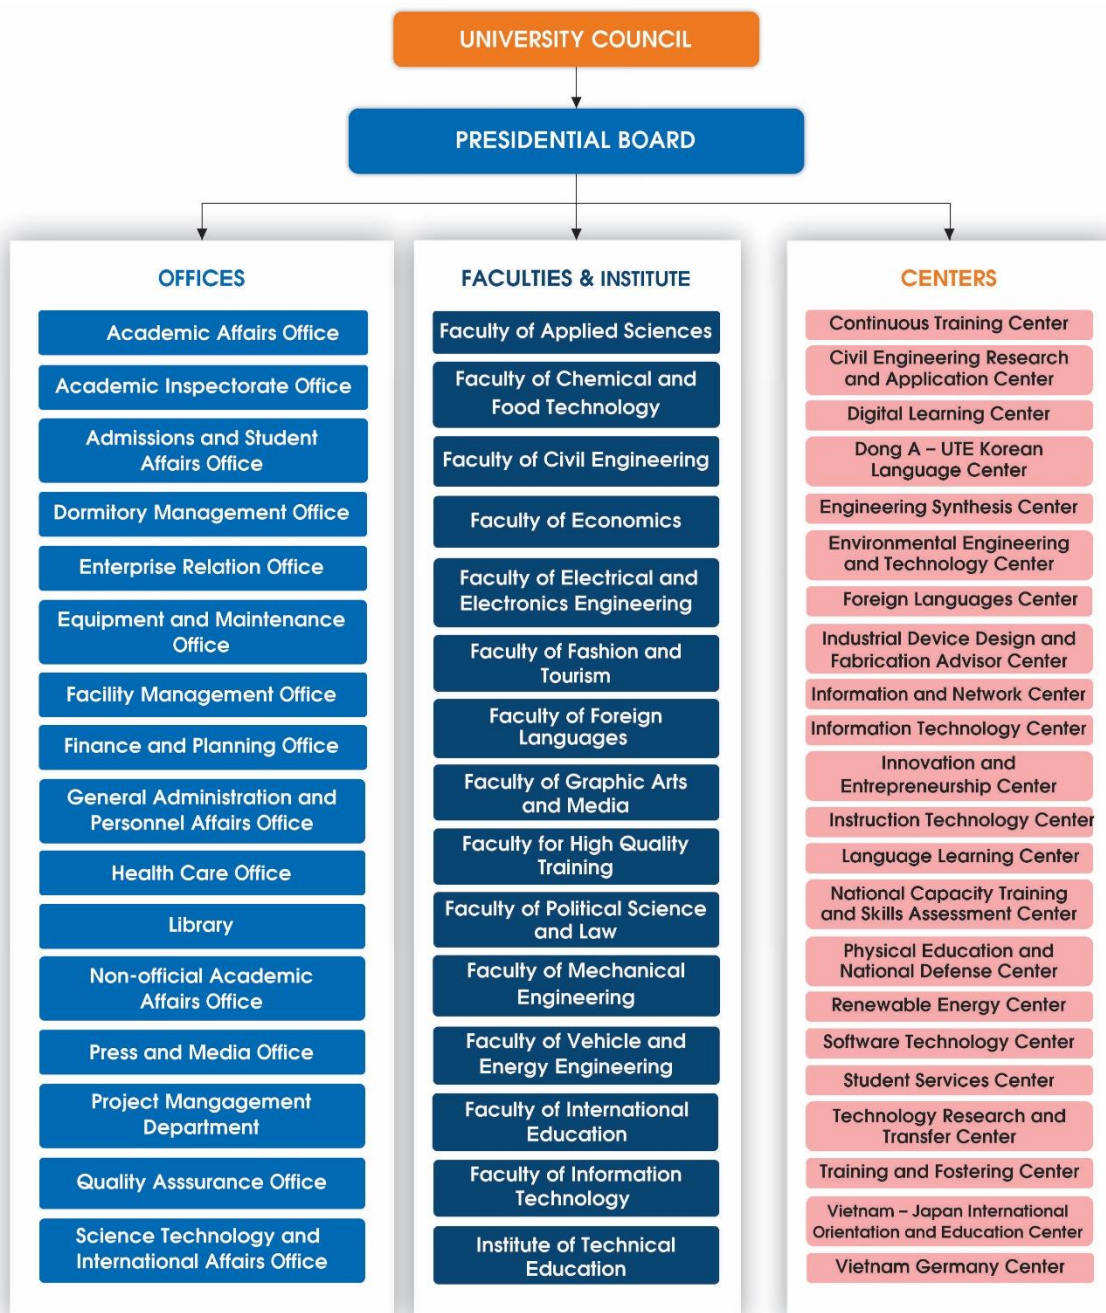 UNIVERSITY COUNCIL
PRESIDENTIAL BOARD
OFFICES
Academic Affairs Office
Academic Inspectorate Office
Admissions and Student
Affairs Office
Dormitory Management Office
Enterprise Relation Office
Equipment and Maintenance
Office
Facility Management Office
Finance and Planning Office
General Administration and
Personnel Affairs Office
Health Care Office
Library
Non-official Academic
Affairs Office
Press and Media Office
Project Mangagement
Department
Quality Asssurance Office
Science Technology and
International Affairs Office
FACULTIES & INSTITUTE
Faculty of Applied Sciences
Faculty of Chemical and
Food Technology
Faculty of Civil Engineering
Faculty of Economics
Faculty of Electrical and
Electronics Engineering
Faculty of Fashion and
Tourism
Faculty of Foreign
Languages
Faculty of Graphic Arts
and Media
Faculty for High Quality
Training
Faculty of Political Science
and Law
Faculty of Mechanical
Engineering
Faculty of Vehicle and
Energy Engineering
Faculty of International
Education
Faculty of Information
Technology
Institute of Technical
Education
CENTERS
Continuous Training Center
Civil Engineering Research
and Application Center
Digital Learning Center
Dong A – UTE Korean
Language Center
Engineering Synthesis Center
Environmental Engineering
and Technology Center
Foreign Languages Center
Industrial Device Design and
Fabrication Advisor Center
Information and Network Center
Information Technology Center
Innovation and
Entrepreneurship Center
Instruction Technology Center
Language Learning Center
National Capacity Training
and Skills Assessment Center
Physical Education and
National Defense Center
Renewable Energy Center
Software Technology Center
Student Services Center
Technology Research and
Transfer Center
Training and Fostering Center
Vietnam – Japan International
Orientation and Education Center
Vietnam Germany Center